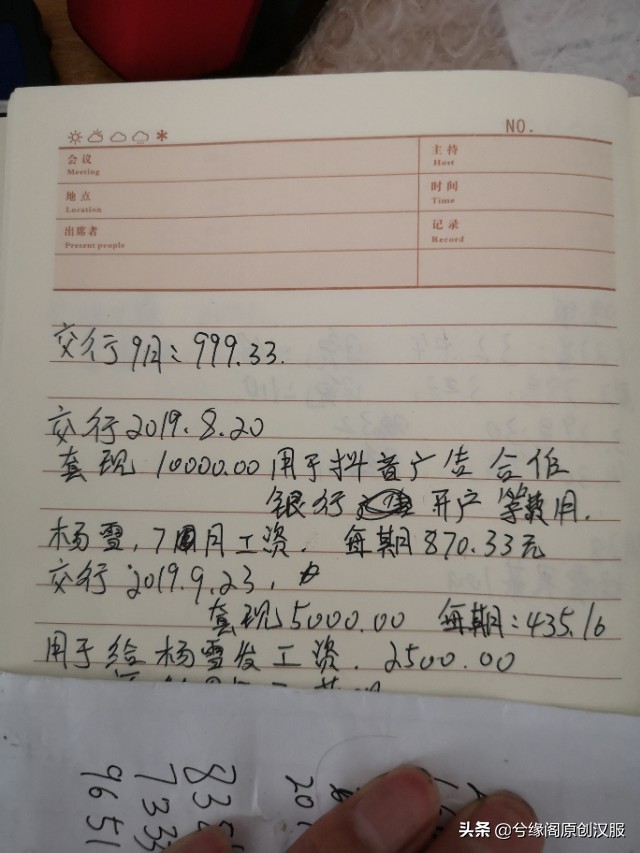 NO.
会议
Meeting
主持
Host
地点
Location
时间
Time
出席者
Present people
记录
Record
交行9月：999.33.
交行2019.8.20
套现10000.00用于抖音广告合作
银行开户等费用.
杨雪,7月工资. 每期870.33元
交行2019.9.23,
套现5000.00 每期:435.16
用于给杨雪发工资. 2500.00
835
7333
9651
201
头条 @兮缘阁原创汉服